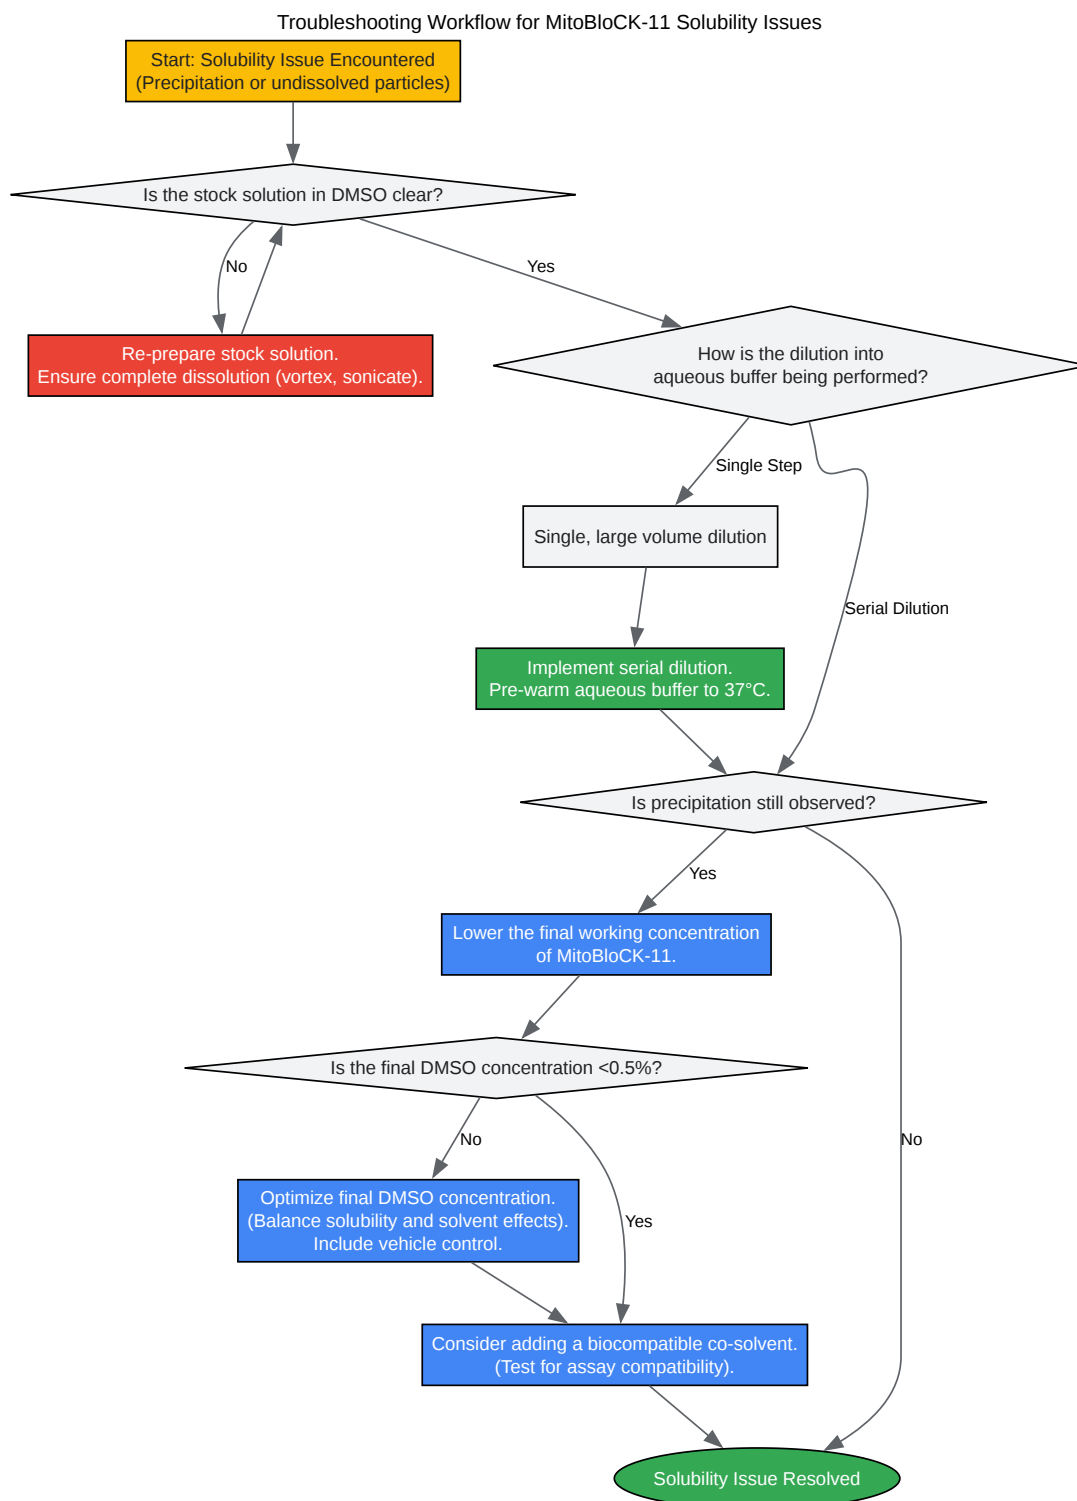 Troubleshooting Workflow for MitoBloCK-11 Solubility Issues
Start: Solubility Issue Encountered
(Precipitation or undissolved particles)
Is the stock solution in DMSO clear?
No
Yes
Re-prepare stock solution.
Ensure complete dissolution (vortex, sonicate).
How is the dilution into
aqueous buffer being performed?
Single Step
Single, large volume dilution
Serial Dilution
Implement serial dilution.
Pre-warm aqueous buffer to 37°C.
Is precipitation still observed?
Yes
Lower the final working concentration
of MitoBloCK-11.
Is the final DMSO concentration <0.5%?
No
No
Optimize final DMSO concentration.
(Balance solubility and solvent effects).
Include vehicle control.
Yes
Consider adding a biocompatible co-solvent.
(Test for assay compatibility).
Solubility Issue Resolved